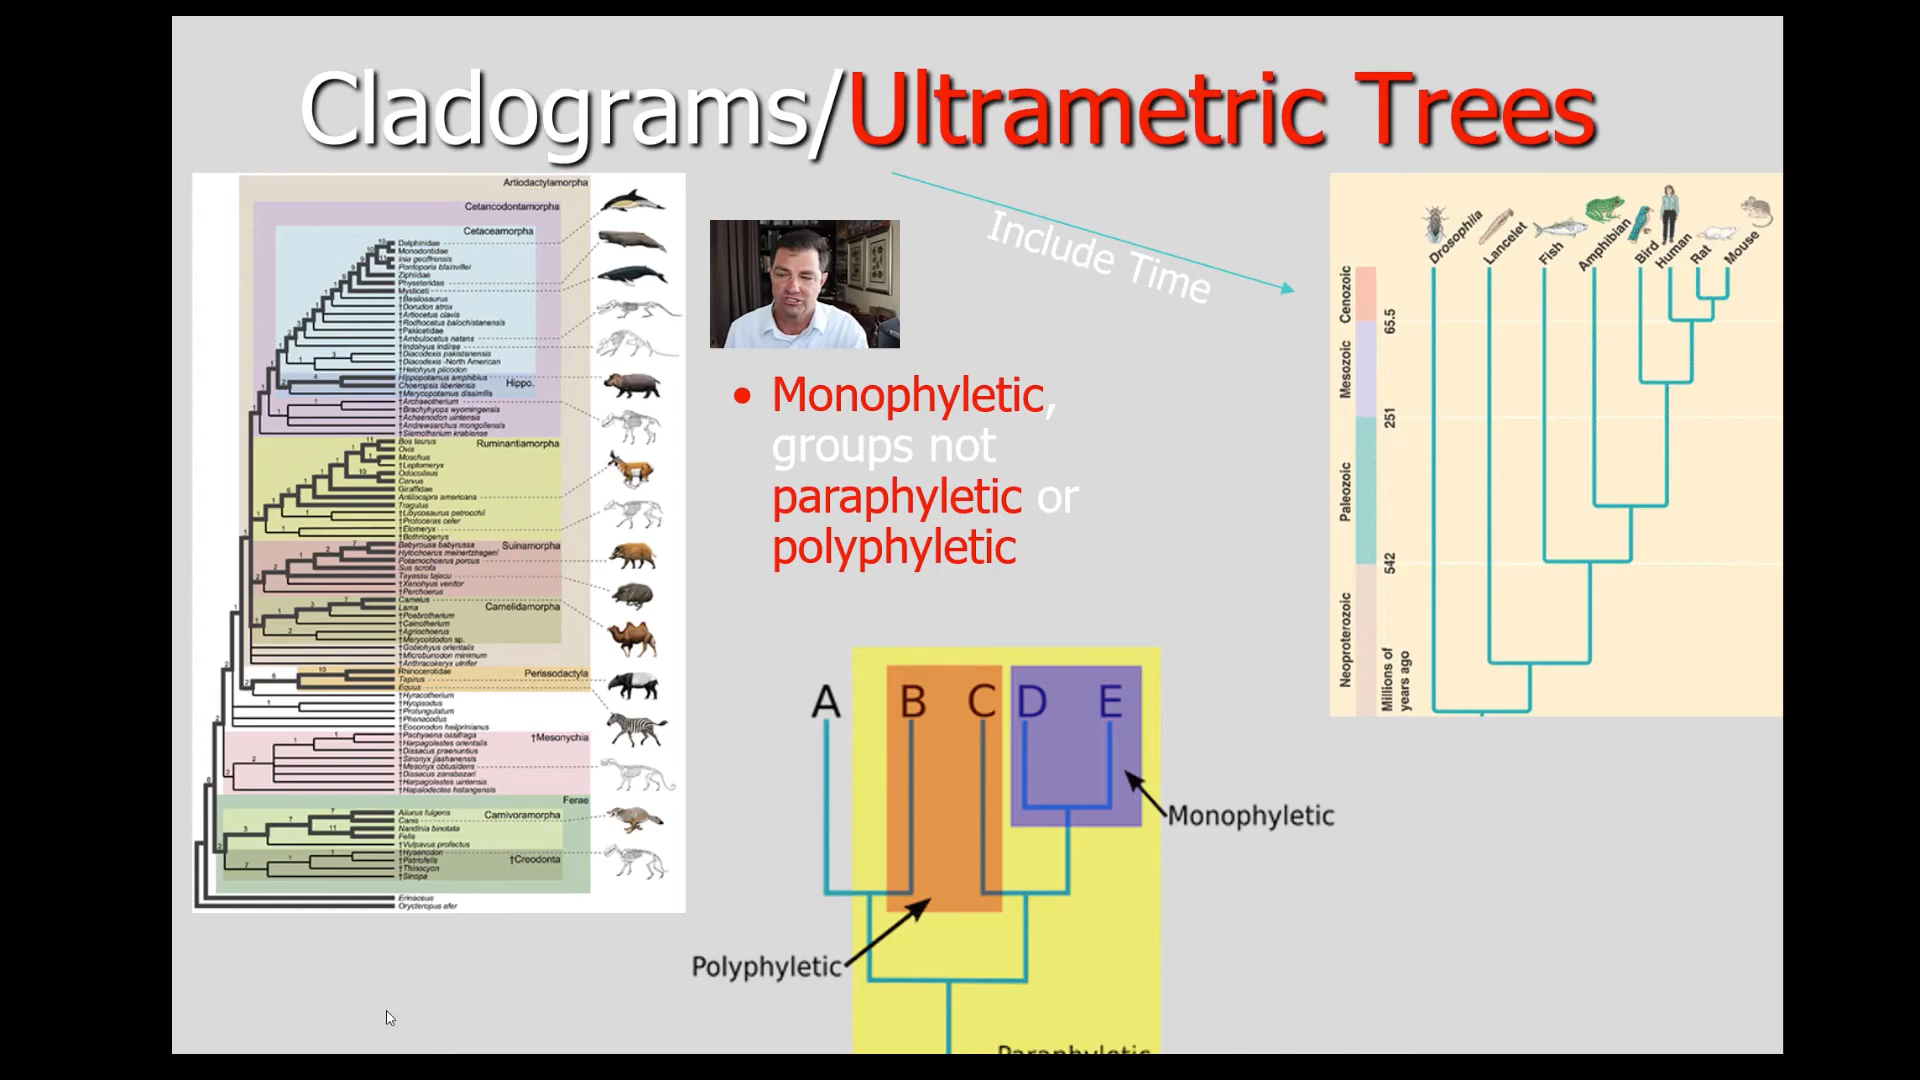 Cladograms/Ultrametric Trees
Artiodactylamorpha
Cetancodontamorpha
Cetaceamorpha
Delphinidae
Monodontidae
Inia geoffrensis
Pontoporia blainvillei
Ziphiidae
Physeteridae
Mysticeti
†Basilosaurus
†Dorudon atrox
†Artiocetus clavis
†Rodhocetus balochistanensis
†Pakicetidae
†Ambulocetus natans
†Indohyus indirae
†Diacodexis pakistanensis
†Diacodexis -North American
†Helohyus plicodon
Hippopotamus amphibius
Hippo.
Choeropsis liberiensis
†Merycopotamus dissimilis
†Archaeotherium
†Brachyhyops wyomingensis
†Achaenodon uintensis
†Andrewsarchus mongoliensis
†Siamotherium krabiense
Bos taurus
Ruminantiamorpha
Ovis
Moschus
†Leptomeryx
Odocoileus
Cervus
Giraffidae
Antilocapra americana
Tragulus
†Libycosaurus petrocchii
†Protoceras celer
†Elomeryx
†Bothriogenys
Babyrousa babyrussa
Suinamorpha
Hylochoerus meinertzhageni
Potamochoerus porcus
Sus scrofa
Tayassu tajacu
†Xenohyus venitor
†Perchoerus
Camelus
Camelidamorpha
Lama
†Poebrotherium
†Cainotherium
†Agriochoerus
†Merycoidodon sp.
†Gobiohyus orientalis
†Microbunodon minimum
†Anthracokeryx ulnifer
Rhinocerotidae
Perissodactyla
Tapirus
Equus
†Hyracotherium
†Hyopsodus
†Protungulatum
†Phenacodus
†Eoconodon heilprinianus
†Pachyaena ossifraga
†Mesonychia
†Harpagolestes orientalis
†Dissacus praenuntius
†Sinonyx jiashanensis
†Mesonyx obtusidens
†Dissacus zanabazari
†Harpagolestes uintensis
†Hapalodectes hetangensis
Ferae
Ailurus fulgens
Carnivoramorpha
Canis
Nandinia binotata
Felis
†Vulpavus profectus
†Hyaenodon
†Creodonta
†Patriofelis
†Thinocyon
†Sinopa
Erinaceus
Orycteropus afer
Include Time
• Monophyletic,
groups not
paraphyletic or
polyphyletic
A B C D E
Monophyletic
Polyphyletic
Paraphyletic
Drosophila
Lancelet
Fish
Amphibian
Bird
Human
Rat
Mouse
Cenozoic
65.5
Mesozoic
251
Paleozoic
542
Neoproterozoic
Millions of
years ago